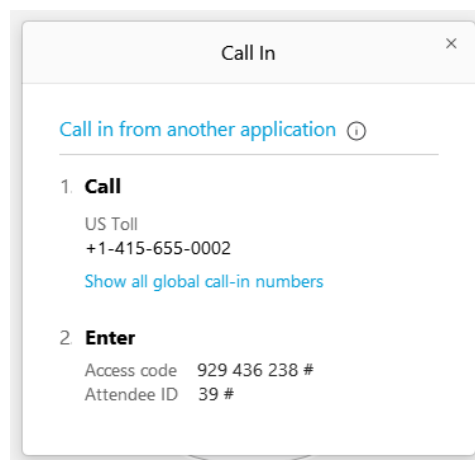 Call In
Call in from another application
1. Call
US Toll
+1-415-655-0002
Show all global call-in numbers
2. Enter
Access code 929 436 238 #
Attendee ID 39 #